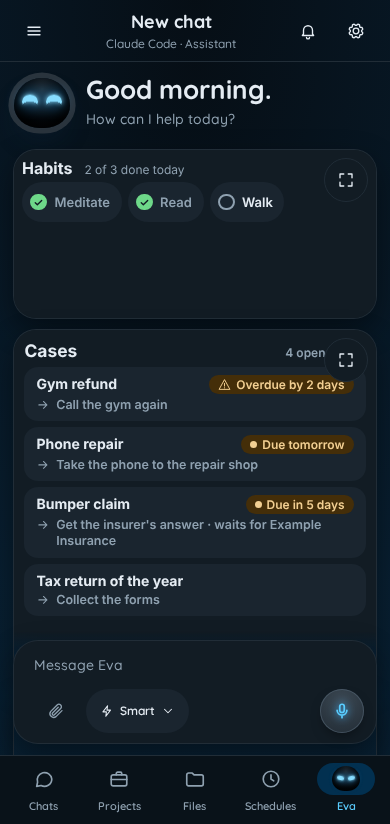 New chat
Claude Code · Assistant
Good morning.
How can I help today?
Habits 2 of 3 done today
Meditate Read Walk
Cases 4 open
Gym refund Overdue by 2 days
→ Call the gym again
Phone repair Due tomorrow
→ Take the phone to the repair shop
Bumper claim Due in 5 days
→ Get the insurer's answer · waits for Example
Insurance
Tax return of the year
→ Collect the forms
Message Eva
Smart
Chats Projects Files Schedules Eva